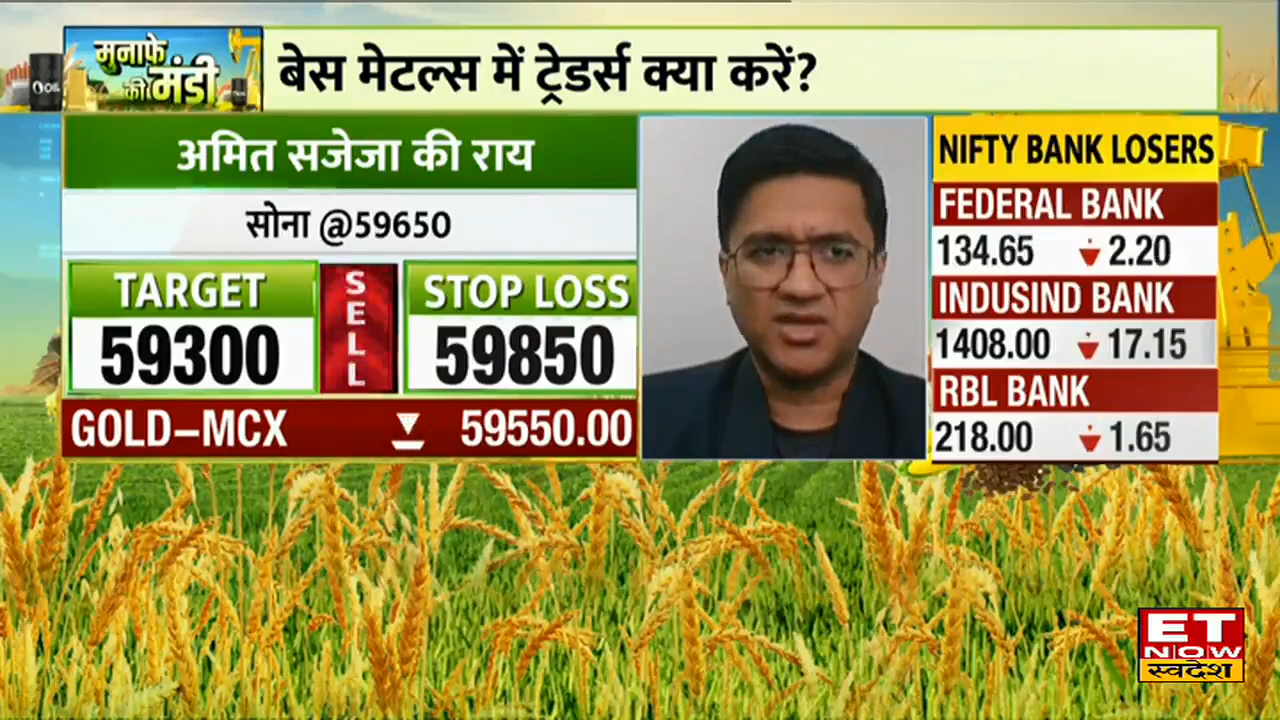 मुनाफे
की मंडी
OIL
बेस मेटल्स में ट्रेडर्स क्या करें?
अमित सजेजा की राय
सोना @59650
TARGET
59300
SELL
STOP LOSS
59850
GOLD–MCX 59550.00
NIFTY BANK LOSERS
FEDERAL BANK
134.65 2.20
INDUSIND BANK
1408.00 17.15
RBL BANK
218.00 1.65
ET
NOW
स्वदेश